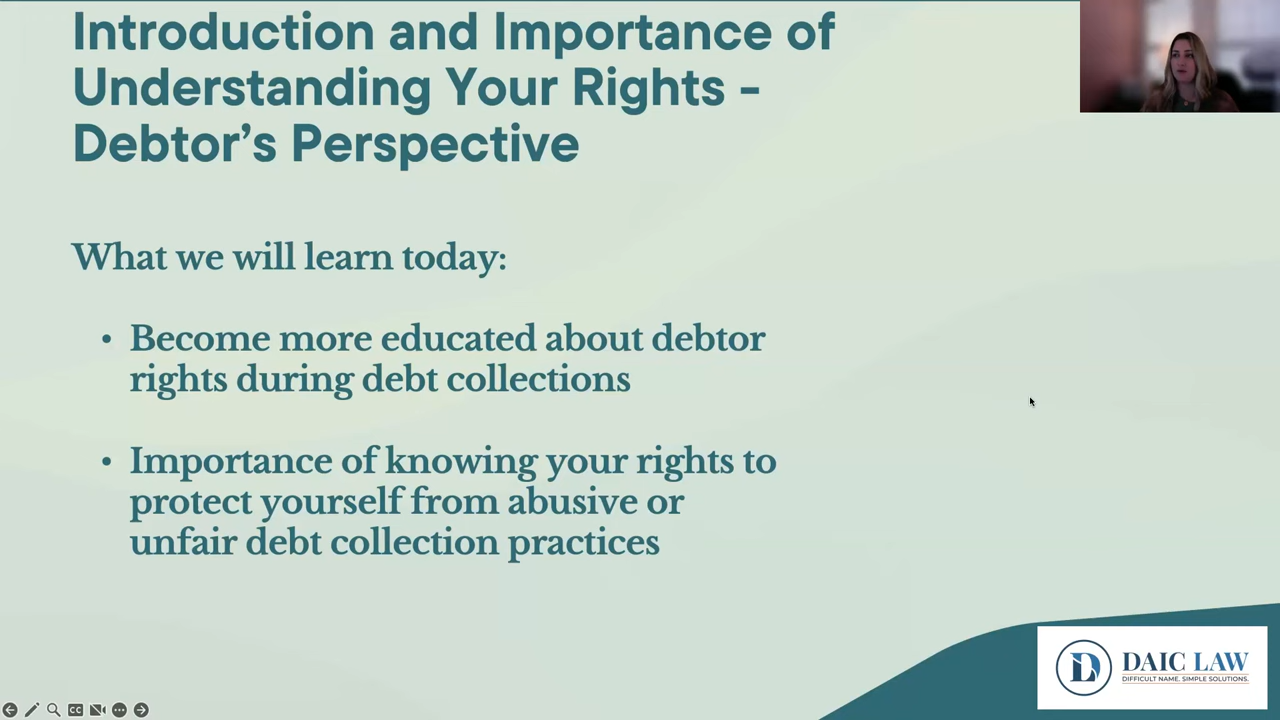 Introduction and Importance of
Understanding Your Rights -
Debtor’s Perspective
What we will learn today:
• Become more educated about debtor
rights during debt collections
• Importance of knowing your rights to
protect yourself from abusive or
unfair debt collection practices
DAIC LAW
DIFFICULT NAME. SIMPLE SOLUTIONS.
CC